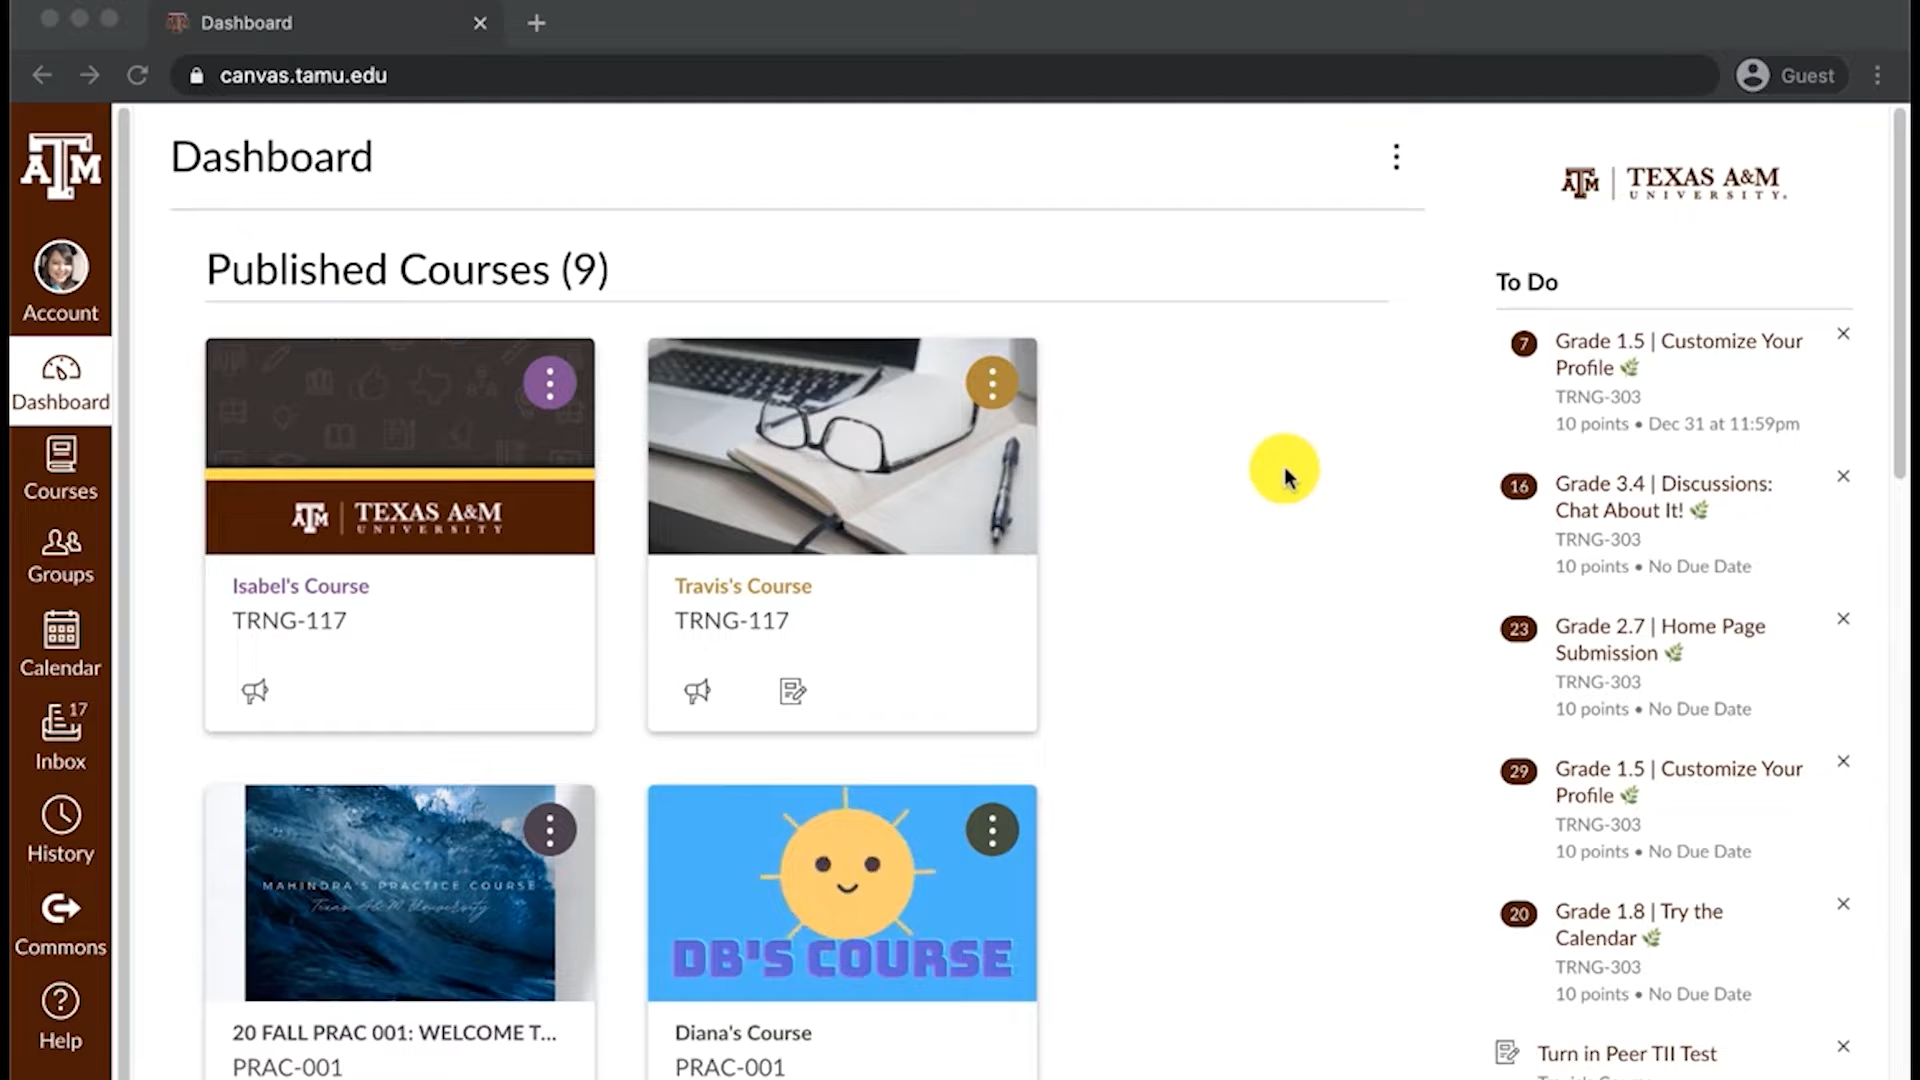 Dashboard
canvas.tamu.edu
Guest
ATM
Account
Dashboard
Courses
Groups
Calendar
17
Inbox
History
Commons
Help
Dashboard
Published Courses (9)
ATM | TEXAS A&M
UNIVERSITY
Isabel's Course
TRNG-117
Travis's Course
TRNG-117
MAHINDRA'S PRACTICE COURSE
Texas A&M University
20 FALL PRAC 001: WELCOME T...
PRAC-001
DB'S COURSE
Diana's Course
PRAC-001
ATM | TEXAS A&M
UNIVERSITY.
To Do
7 Grade 1.5 | Customize Your
Profile 🌿
TRNG-303
10 points • Dec 31 at 11:59pm
16 Grade 3.4 | Discussions:
Chat About It! 🌿
TRNG-303
10 points • No Due Date
23 Grade 2.7 | Home Page
Submission 🌿
TRNG-303
10 points • No Due Date
29 Grade 1.5 | Customize Your
Profile 🌿
TRNG-303
10 points • No Due Date
20 Grade 1.8 | Try the
Calendar 🌿
TRNG-303
10 points • No Due Date
Turn in Peer TII Test